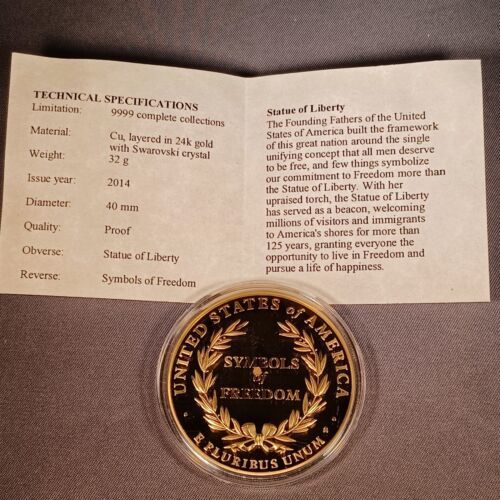 TECHNICAL SPECIFICATIONS
Limitation: 9999 complete collections
Material: Cu, layered in 24k gold
with Swarovski crystal
Weight: 32 g
Issue year: 2014
Diameter: 40 mm
Quality: Proof
Obverse: Statue of Liberty
Reverse: Symbols of Freedom
Statue of Liberty
The Founding Fathers of the United
States of America built the framework
of this great nation around the single
unifying concept that all men deserve
to be free, and few things symbolize
our commitment to Freedom more than
the Statue of Liberty. With her
upraised torch, the Statue of Liberty
has served as a beacon, welcoming
millions of visitors and immigrants
to America's shores for more than
125 years, granting everyone the
opportunity to live in Freedom and
pursue a life of happiness.
UNITED STATES of AMERICA
SYMBOLS
of
FREEDOM
E PLURIBUS UNUM